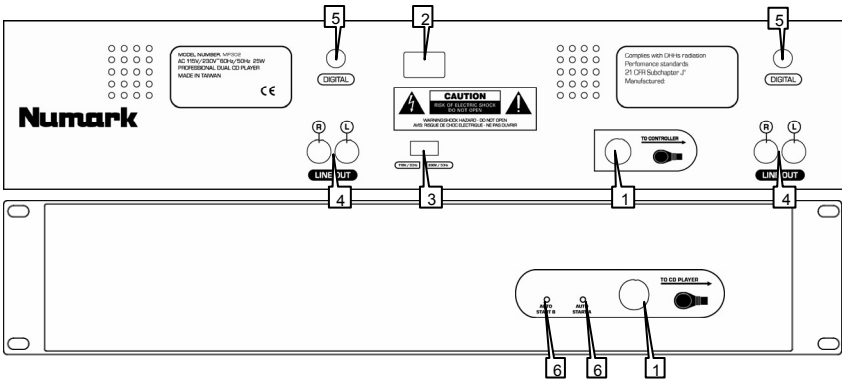 5
2
5
MODEL NUMBER MP302
AC 115V/230V~60Hz/50Hz 25W
PROFESSIONAL DUAL CD PLAYER
MADE IN TAIWAN
CE
DIGITAL
Complies with DHHs radiation
Perfomance standards
21 CFR Subchapter J"
Manufactured:
DIGITAL
Numark
CAUTION
RISK OF ELECTRIC SHOCK
DO NOT OPEN
WARNING:SHOCK HAZARD - DO NOT OPEN
AVIS: RISQUE DE CHOC ELECTRIQUE - NE PAS OUVRIR
R L
LINE OUT
TO CONTROLLER
R L
LINE OUT
4
3
1
4
TO CD PLAYER
AUTO
START B
AUTO
START A
6
6
1